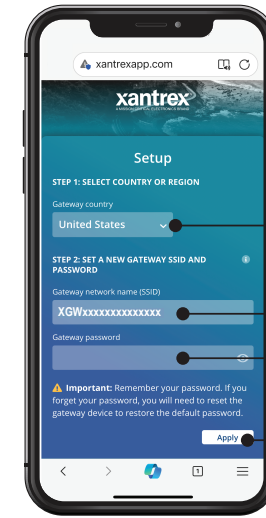 xantrexapp.com
xantrex
Setup
STEP 1: SELECT COUNTRY OR REGION
Gateway country
United States
STEP 2: SET A NEW GATEWAY SSID AND
PASSWORD
Gateway network name (SSID)
XGWxxxxxxxxxxxxxx
Gateway password
Important: Remember your password. If you
forget your password, you will need to reset the
gateway device to restore the default password.
Apply
1